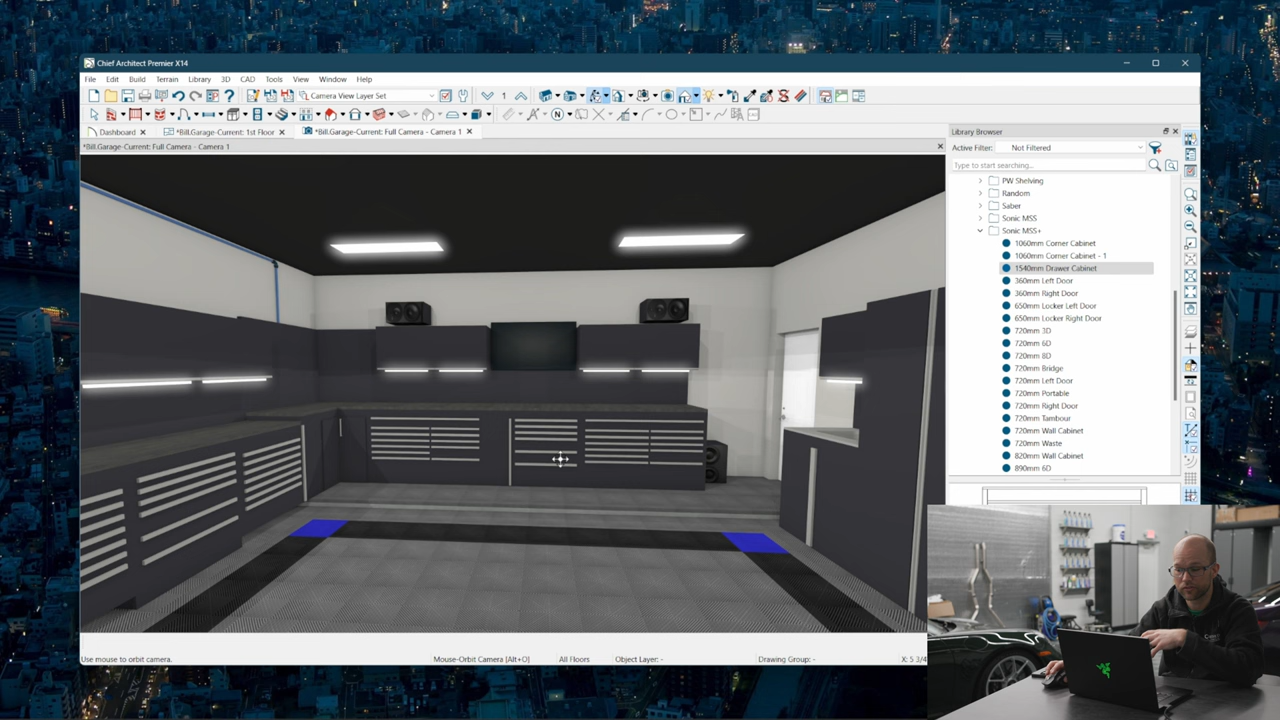 Chief Architect Premier X14
File Edit Build Terrain Library 3D CAD Tools View Window Help
Camera View Layer Set
1
Dashboard
*Bill.Garage-Current: 1st Floor
*Bill.Garage-Current: Full Camera - Camera 1
*Bill.Garage-Current: Full Camera - Camera 1
Library Browser
Active Filter: Not Filtered
Type to start searching...
PW Shelving
Random
Saber
Sonic MSS
Sonic MSS+
1060mm Corner Cabinet
1060mm Corner Cabinet - 1
1540mm Drawer Cabinet
360mm Left Door
360mm Right Door
650mm Locker Left Door
650mm Locker Right Door
720mm 3D
720mm 6D
720mm 8D
720mm Bridge
720mm Left Door
720mm Portable
720mm Right Door
720mm Tambour
720mm Wall Cabinet
720mm Waste
820mm Wall Cabinet
890mm 6D
Use mouse to orbit camera.
Mouse-Orbit Camera [Alt+O]
All Floors
Object Layer: -
Drawing Group: -
X: 5 3/4